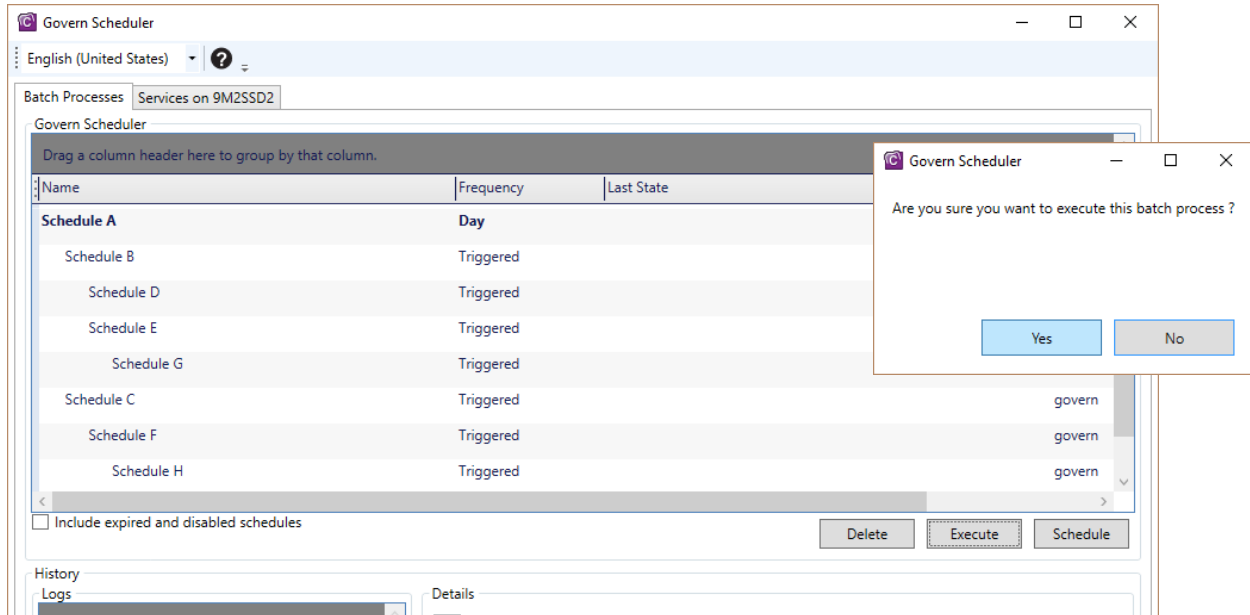 Govern Scheduler
English (United States)
Batch Processes Services on 9M2SSD2
Govern Scheduler
Drag a column header here to group by that column.
Name Frequency Last State
Schedule A Day
Schedule B Triggered
Schedule D Triggered
Schedule E Triggered
Schedule G Triggered
Schedule C Triggered govern
Schedule F Triggered govern
Schedule H Triggered govern
Include expired and disabled schedules
Delete Execute Schedule
History
Logs Details
Govern Scheduler
Are you sure you want to execute this batch process ?
Yes No